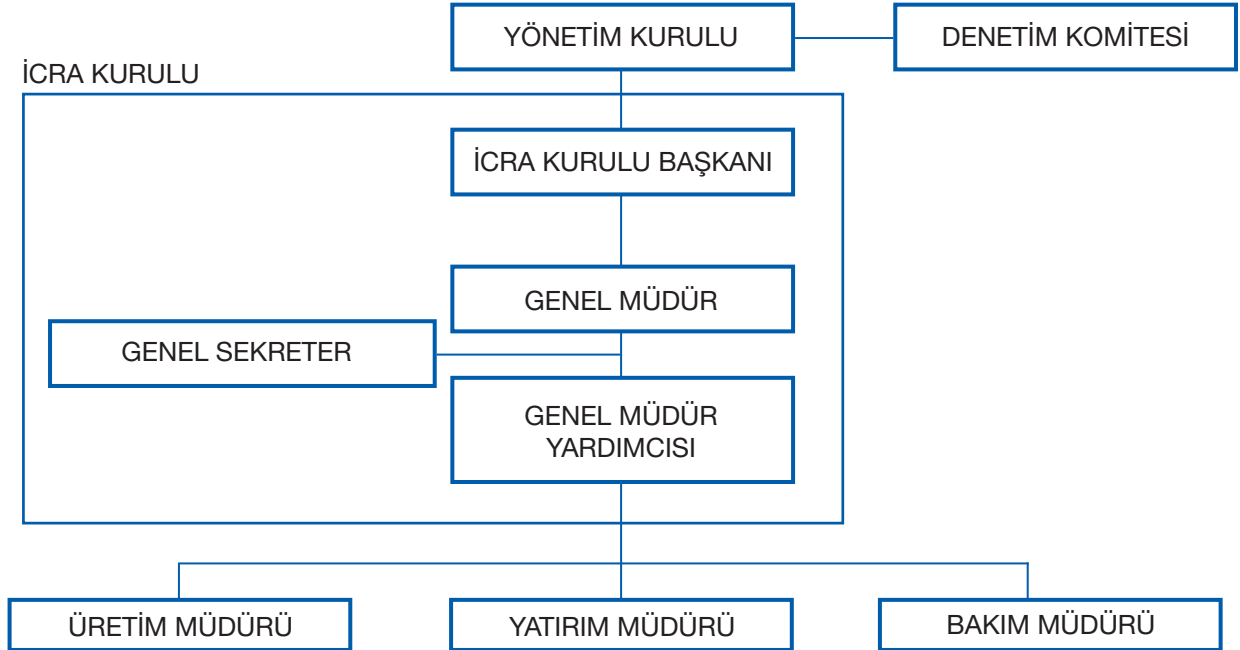 YÖNETİM KURULU
DENETİM KOMİTESİ
İCRA KURULU
İCRA KURULU BAŞKANI
GENEL MÜDÜR
GENEL SEKRETER
GENEL MÜDÜR
YARDIMCISI
ÜRETİM MÜDÜRÜ
YATIRIM MÜDÜRÜ
BAKIM MÜDÜRÜ